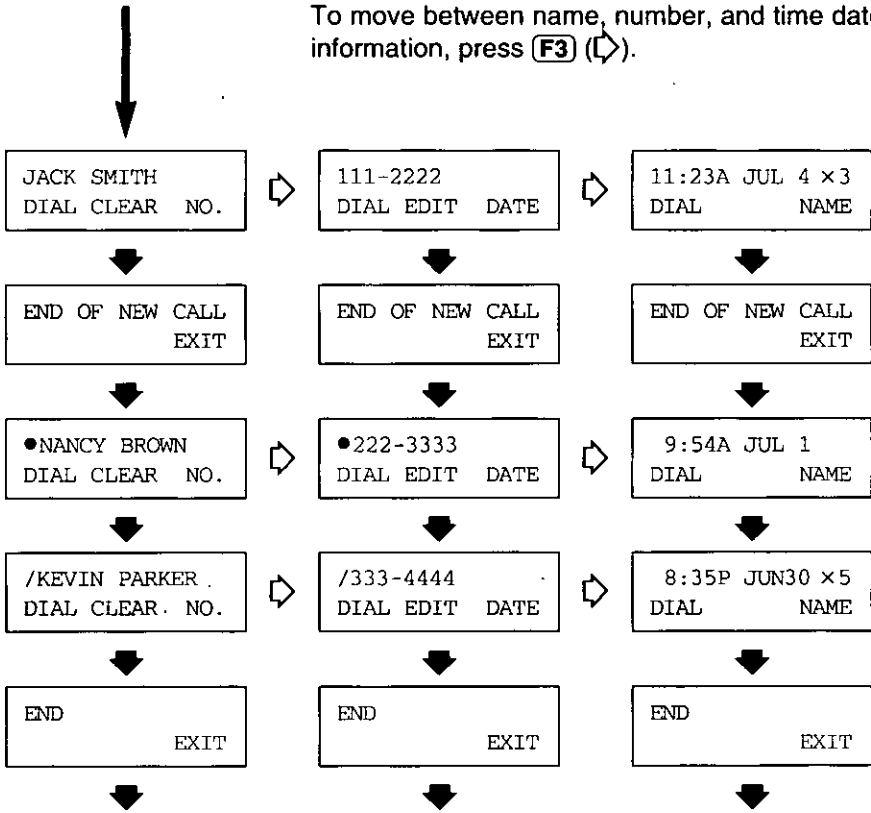 To move between name, number, and time date
information, press F3 (⇨).
JACK SMITH
DIAL CLEAR NO.
111-2222
DIAL EDIT DATE
11:23A JUL 4 ×3
DIAL NAME
END OF NEW CALL
EXIT
END OF NEW CALL
EXIT
END OF NEW CALL
EXIT
●NANCY BROWN
DIAL CLEAR NO.
●222-3333
DIAL EDIT DATE
9:54A JUL 1
DIAL NAME
/KEVIN PARKER
DIAL CLEAR NO.
/333-4444
DIAL EDIT DATE
8:35P JUN30 ×5
DIAL NAME
END
EXIT
END
EXIT
END
EXIT